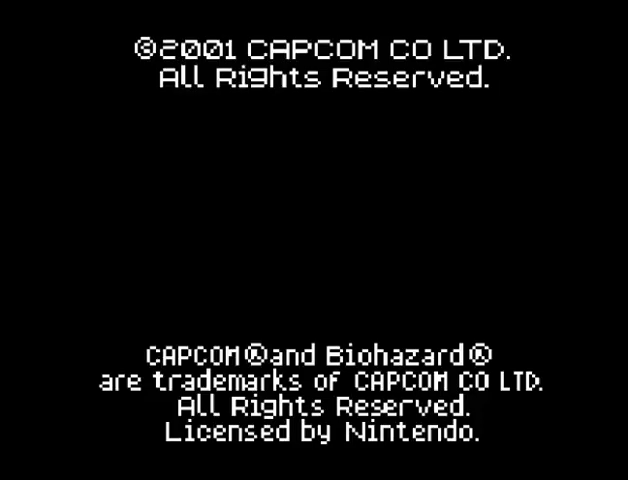 ©2001 CAPCOM CO LTD.
All Rights Reserved.
CAPCOM®and Biohazard®
are trademarks of CAPCOM CO LTD.
All Rights Reserved.
Licensed by Nintendo.